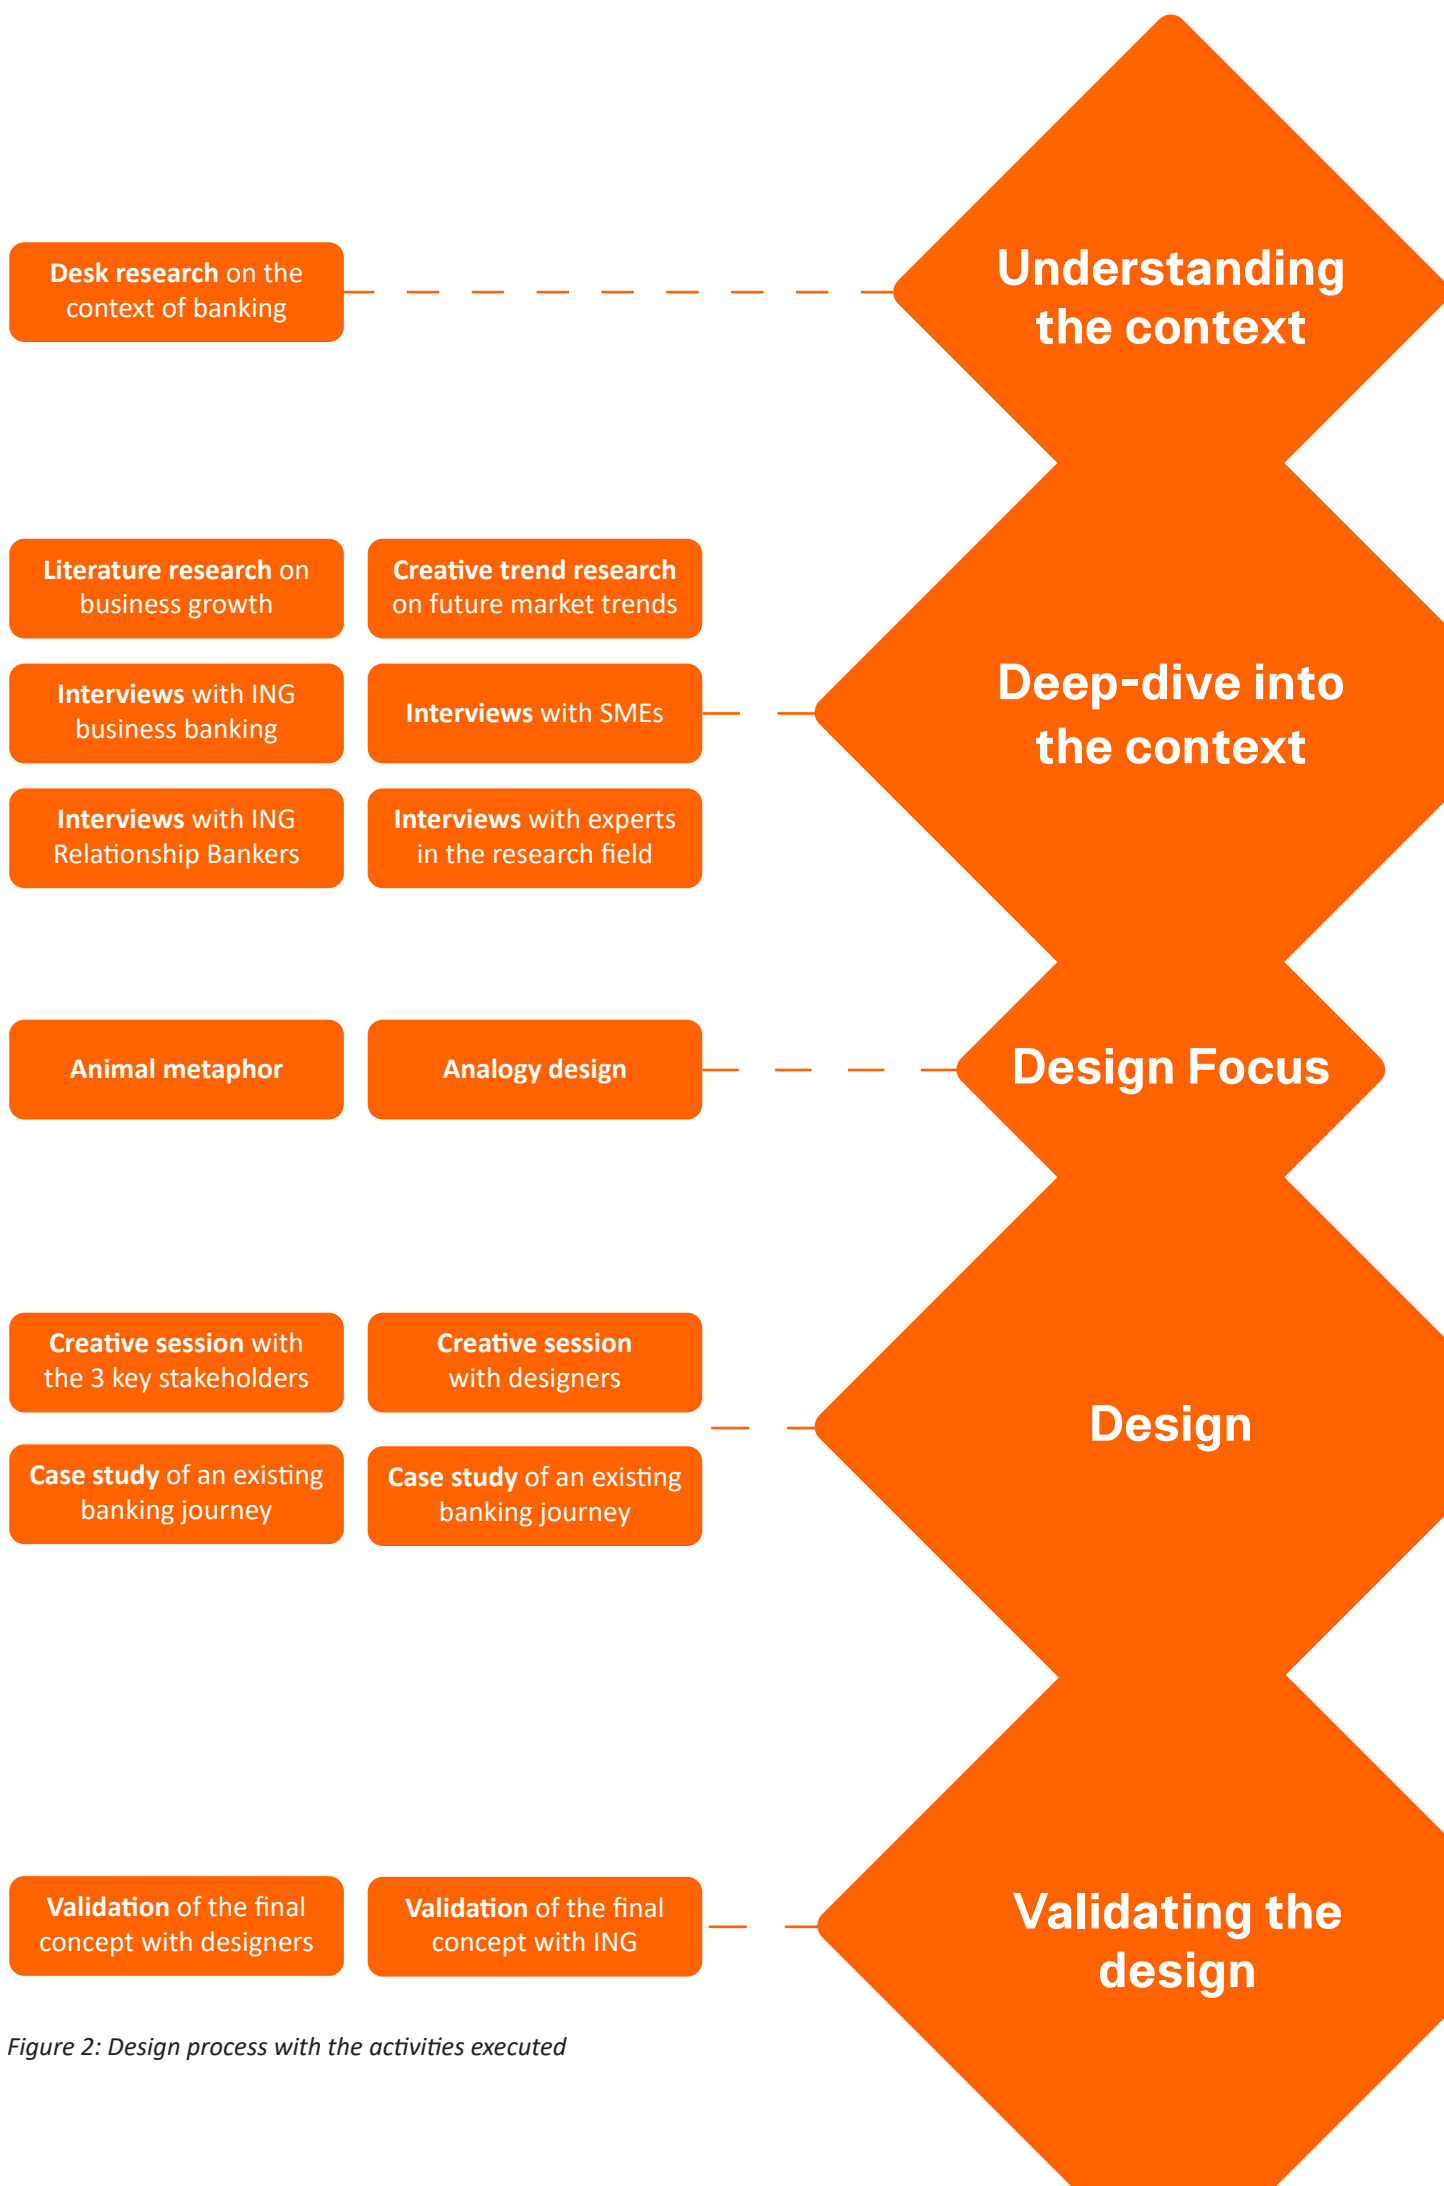 Desk research on the
context of banking
Understanding
the context
Literature research on
business growth
Creative trend research
on future market trends
Interviews with ING
business banking
Interviews with SMEs
Interviews with ING
Relationship Bankers
Interviews with experts
in the research field
Deep-dive into
the context
Animal metaphor
Analogy design
Design Focus
Creative session with
the 3 key stakeholders
Creative session
with designers
Case study of an existing
banking journey
Case study of an existing
banking journey
Design
Validation of the final
concept with designers
Validation of the final
concept with ING
Validating the
design
Figure 2: Design process with the activities executed